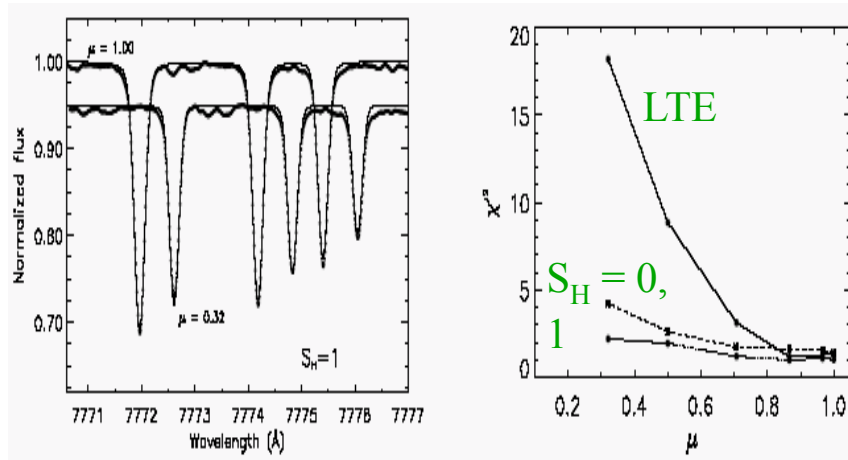 μ = 1.00
1.00
0.90
0.80
0.70
Normalized flux
μ = 0.32
S_H=1
7771 7772 7773 7774 7775 7776 7777
Wavelength (Å)
20
15
10
5
0
LTE
S_H = 0,
1
0.2 0.4 0.6 0.8 1.0
μ